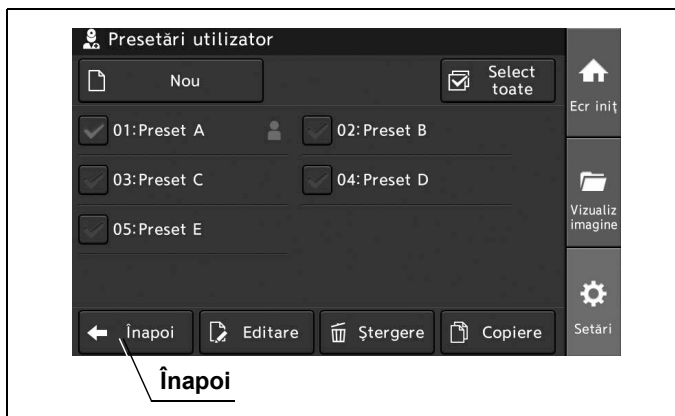 Presetări utilizator
Nou
Select
toate
01:Preset A
02:Preset B
03:Preset C
04:Preset D
05:Preset E
Înapoi
Editare
Ștergere
Copiere
Ecr iniț
Vizualiz
imagine
Setări
Înapoi